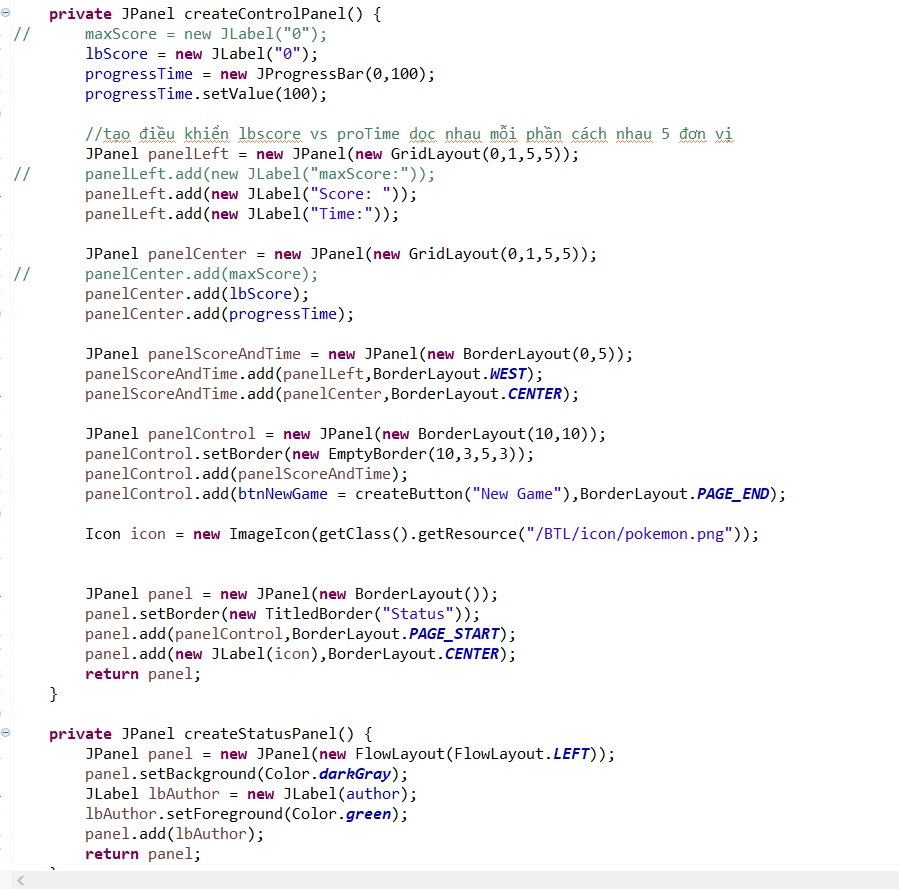 private JPanel createControlPanel() {
//      maxScore = new JLabel("0");
        lbScore = new JLabel("0");
        progressTime = new JProgressBar(0,100);
        progressTime.setValue(100);

        //tạo điều khiển lbscore vs proTime dọc nhau mỗi phần cách nhau 5 đơn vị
        JPanel panelLeft = new JPanel(new GridLayout(0,1,5,5));
//      panelLeft.add(new JLabel("maxScore:"));
        panelLeft.add(new JLabel("Score: "));
        panelLeft.add(new JLabel("Time:"));

        JPanel panelCenter = new JPanel(new GridLayout(0,1,5,5));
//      panelCenter.add(maxScore);
        panelCenter.add(lbScore);
        panelCenter.add(progressTime);

        JPanel panelScoreAndTime = new JPanel(new BorderLayout(0,5));
        panelScoreAndTime.add(panelLeft,BorderLayout.WEST);
        panelScoreAndTime.add(panelCenter,BorderLayout.CENTER);

        JPanel panelControl = new JPanel(new BorderLayout(10,10));
        panelControl.setBorder(new EmptyBorder(10,3,5,3));
        panelControl.add(panelScoreAndTime);
        panelControl.add(btnNewGame = createButton("New Game"),BorderLayout.PAGE_END);

        Icon icon = new ImageIcon(getClass().getResource("/BTL/icon/pokemon.png"));


        JPanel panel = new JPanel(new BorderLayout());
        panel.setBorder(new TitledBorder("Status"));
        panel.add(panelControl,BorderLayout.PAGE_START);
        panel.add(new JLabel(icon),BorderLayout.CENTER);
        return panel;
    }

    private JPanel createStatusPanel() {
        JPanel panel = new JPanel(new FlowLayout(FlowLayout.LEFT));
        panel.setBackground(Color.darkGray);
        JLabel lbAuthor = new JLabel(author);
        lbAuthor.setForeground(Color.green);
        panel.add(lbAuthor);
        return panel;